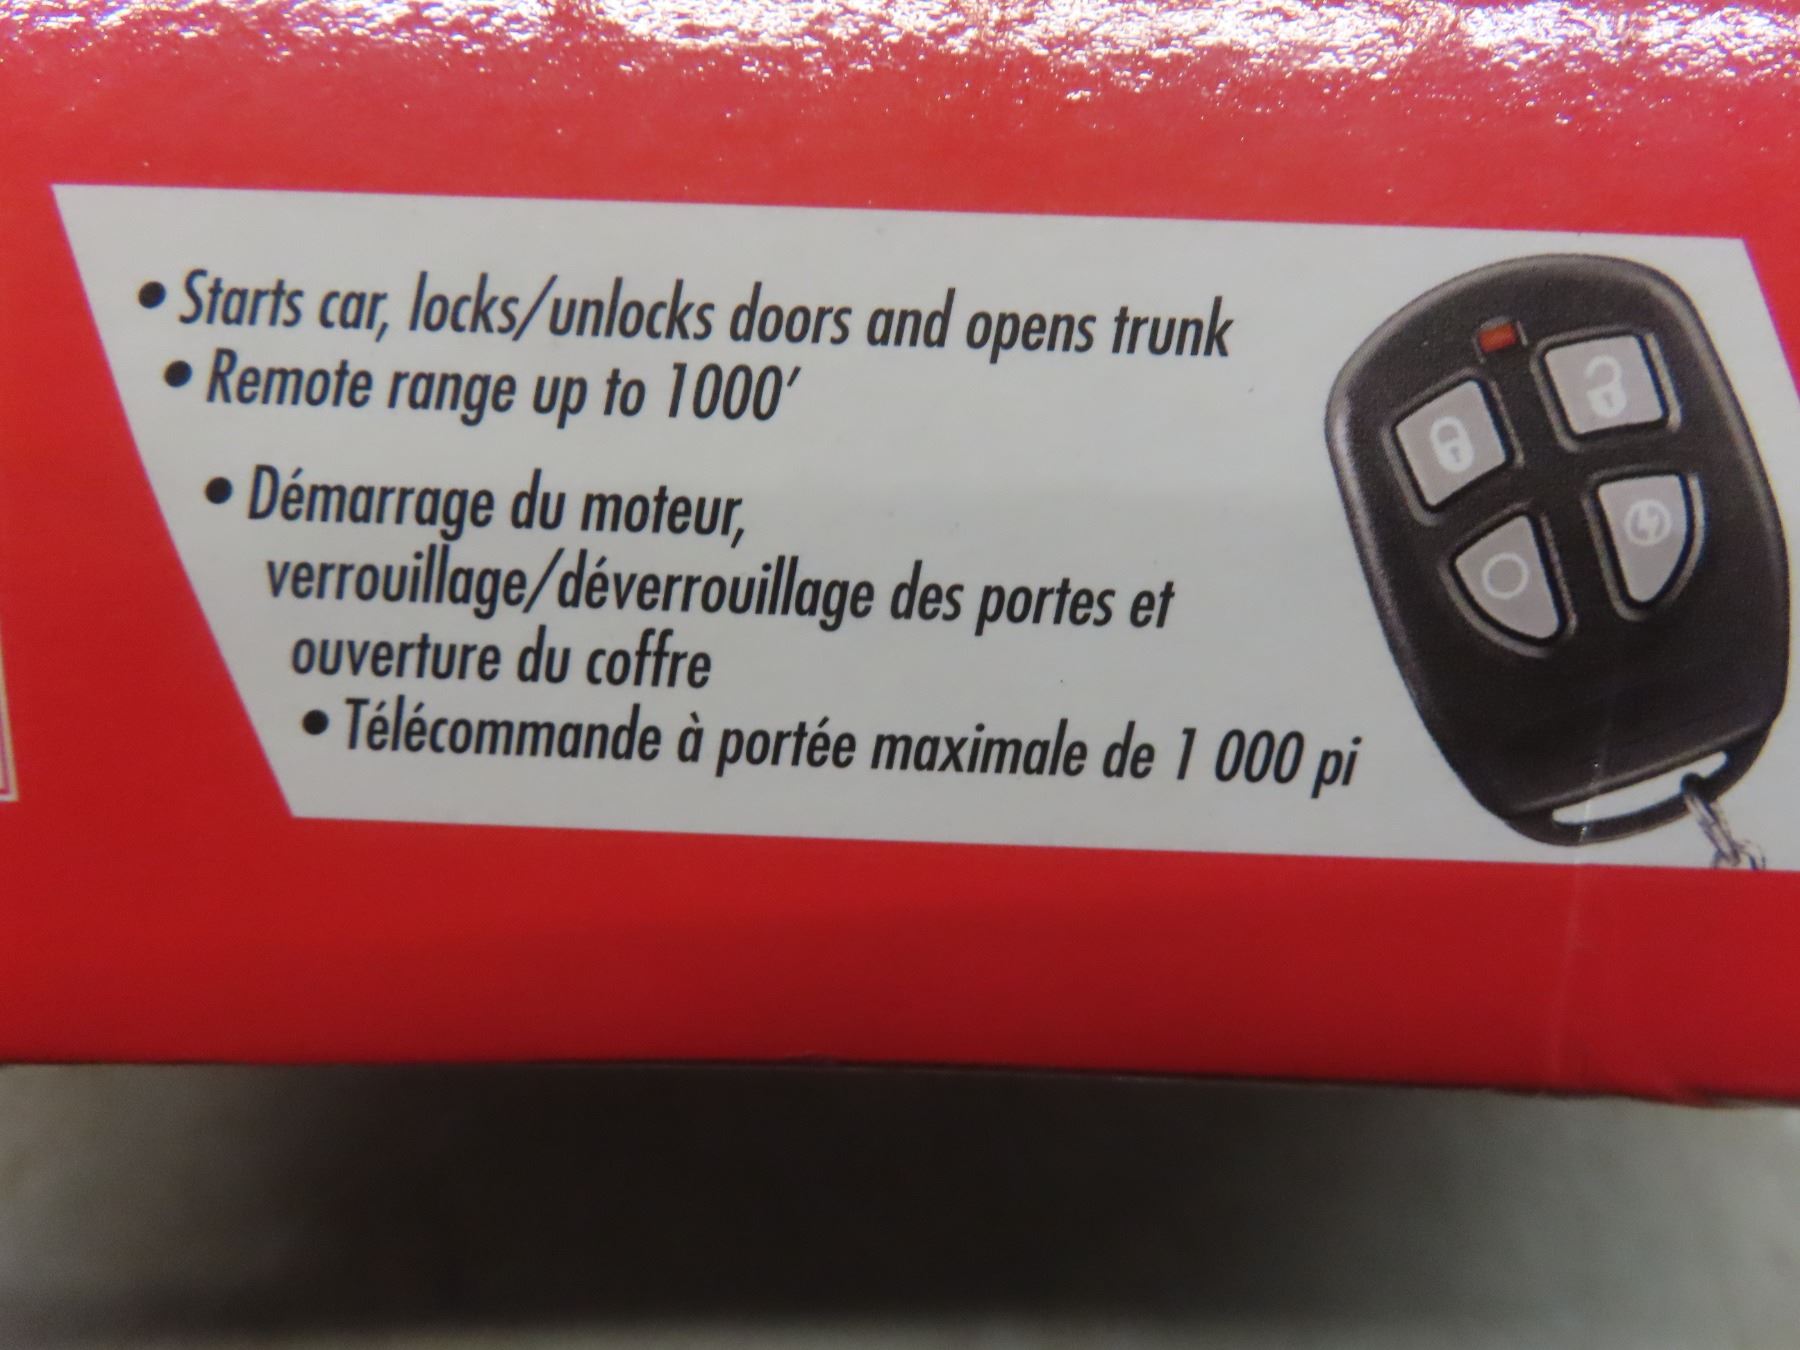 • Starts car, locks/unlocks doors and opens trunk
• Remote range up to 1000'
• Démarrage du moteur,
verrouillage/déverrouillage des portes et
ouverture du coffre
• Télécommande à portée maximale de 1 000 pi